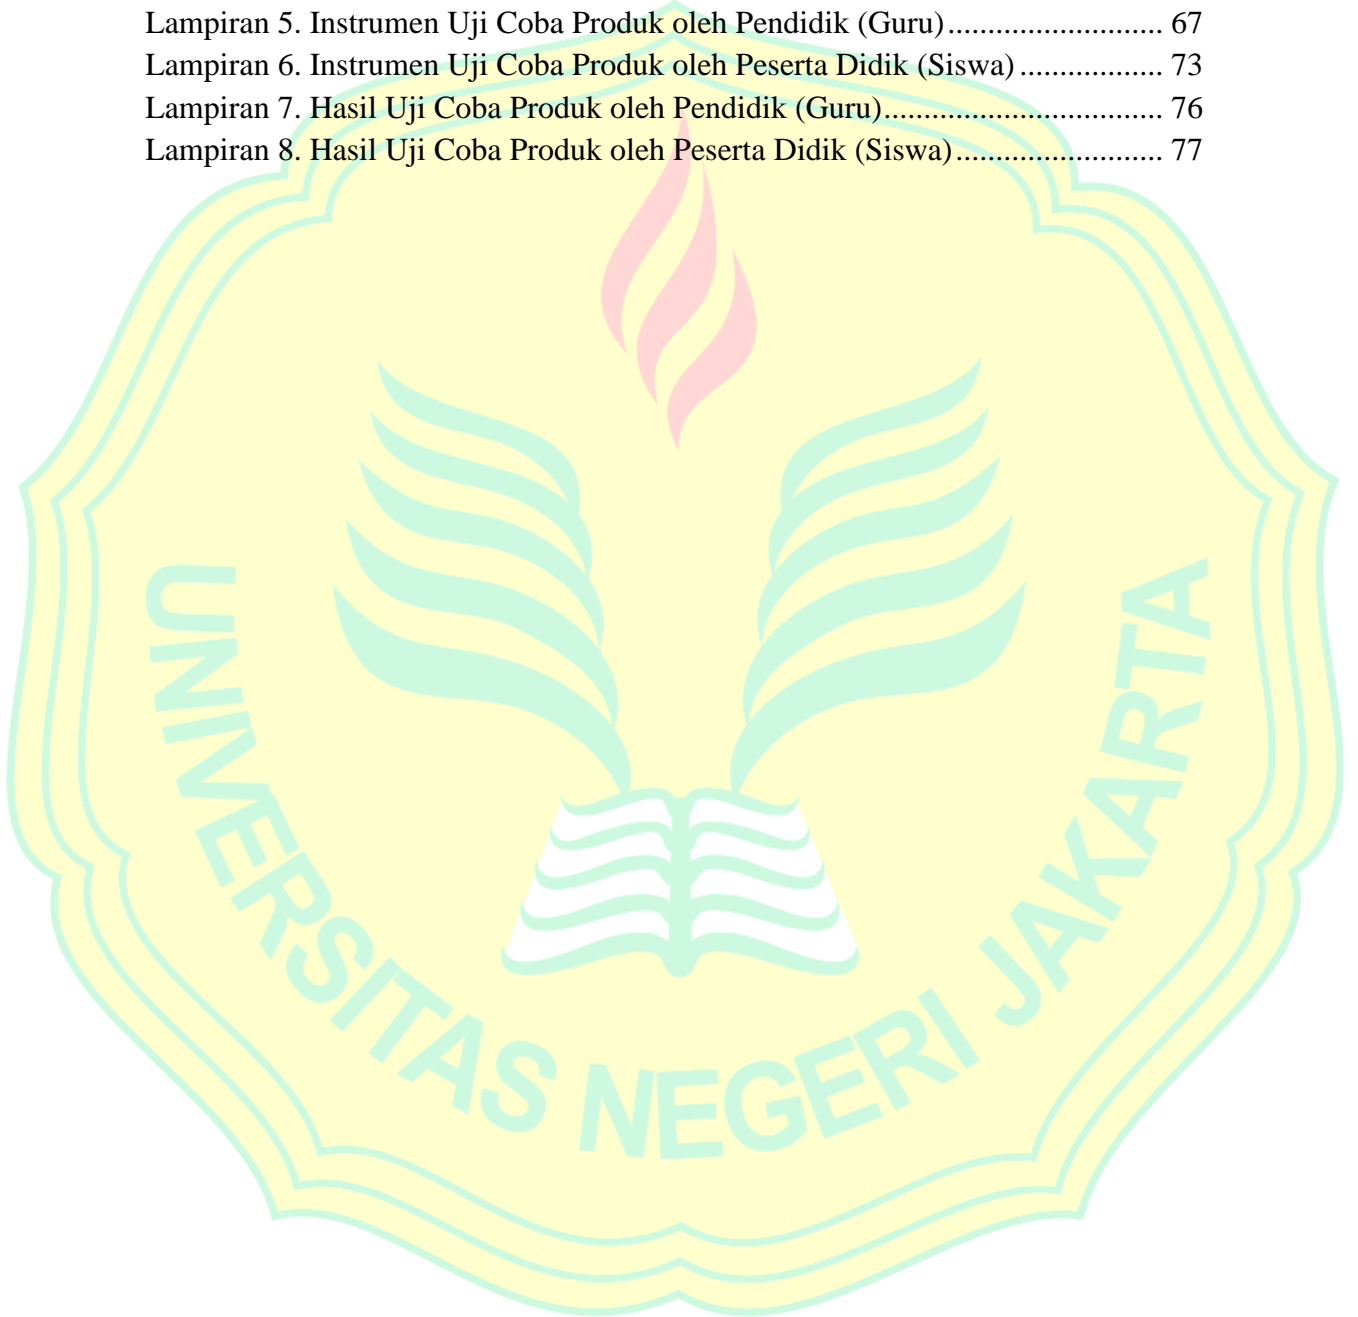 Lampiran 5. Instrumen Uji Coba Produk oleh Pendidik (Guru).......................... 67
Lampiran 6. Instrumen Uji Coba Produk oleh Peserta Didik (Siswa)................. 73
Lampiran 7. Hasil Uji Coba Produk oleh Pendidik (Guru).................................. 76
Lampiran 8. Hasil Uji Coba Produk oleh Peserta Didik (Siswa)......................... 77
UNIVERSITAS NEGERI JAKARTA